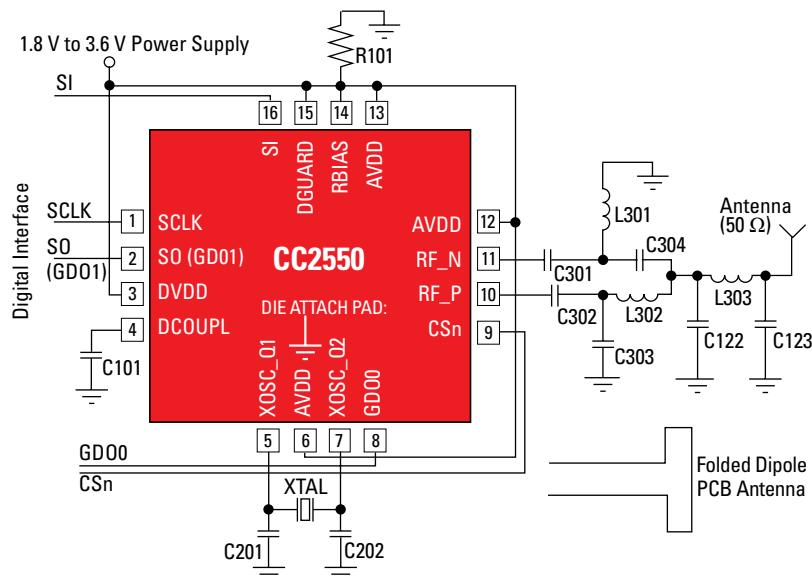 1.8 V to 3.6 V Power Supply
R101
SI
16
15
14
13
SI
DGUARD
RBIAS
AVDD
Digital Interface
SCLK
1
SCLK
SO
(GDO1)
2
SO (GD01)
3
DVDD
4
DCOUPL
C101
CC2550
DIE ATTACH PAD:
AVDD
12
RF_N
11
RF_P
10
CSn
9
L301
C301
C304
C302
L302
C303
L303
C122
C123
Antenna
(50 Ω)
XOSC_Q1
AVDD
XOSC_Q2
GDO0
5
6
7
8
GDO0
CSn
XTAL
C201
C202
Folded Dipole
PCB Antenna